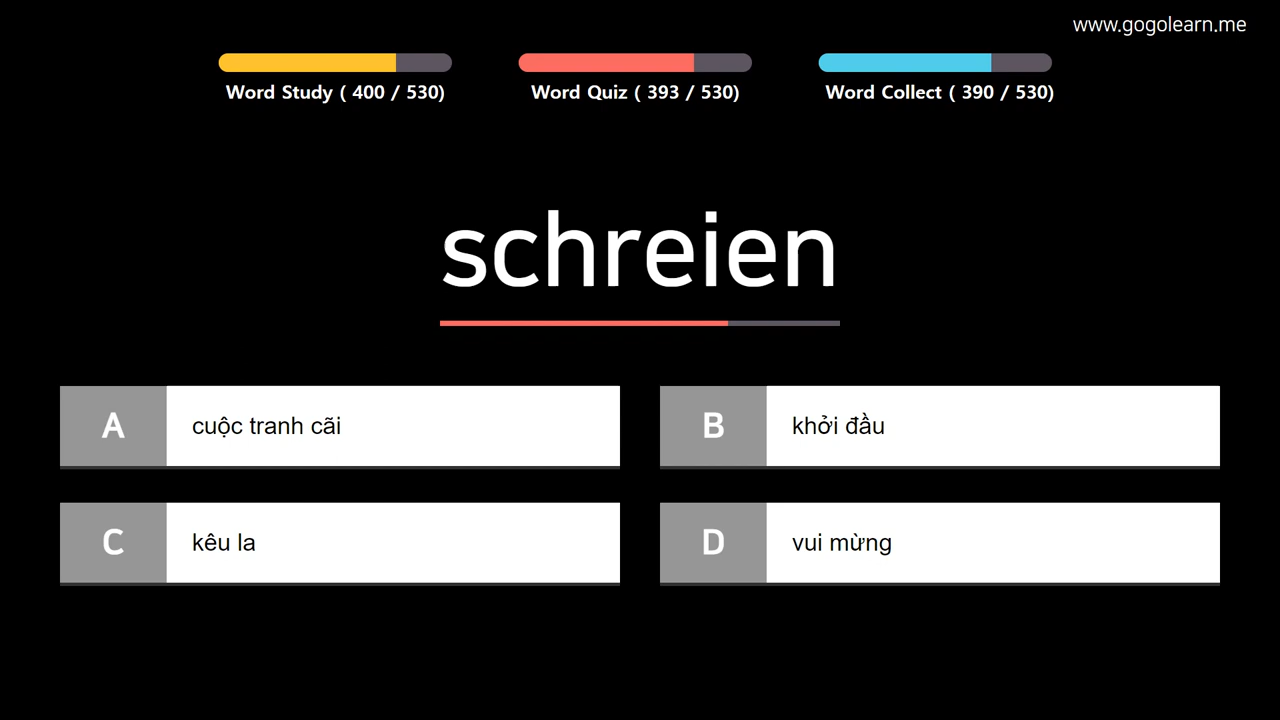 www.gogolearn.me
Word Study ( 400 / 530)
Word Quiz ( 393 / 530)
Word Collect ( 390 / 530)
schreien
A cuộc tranh cãi
B khởi đầu
C kêu la
D vui mừng